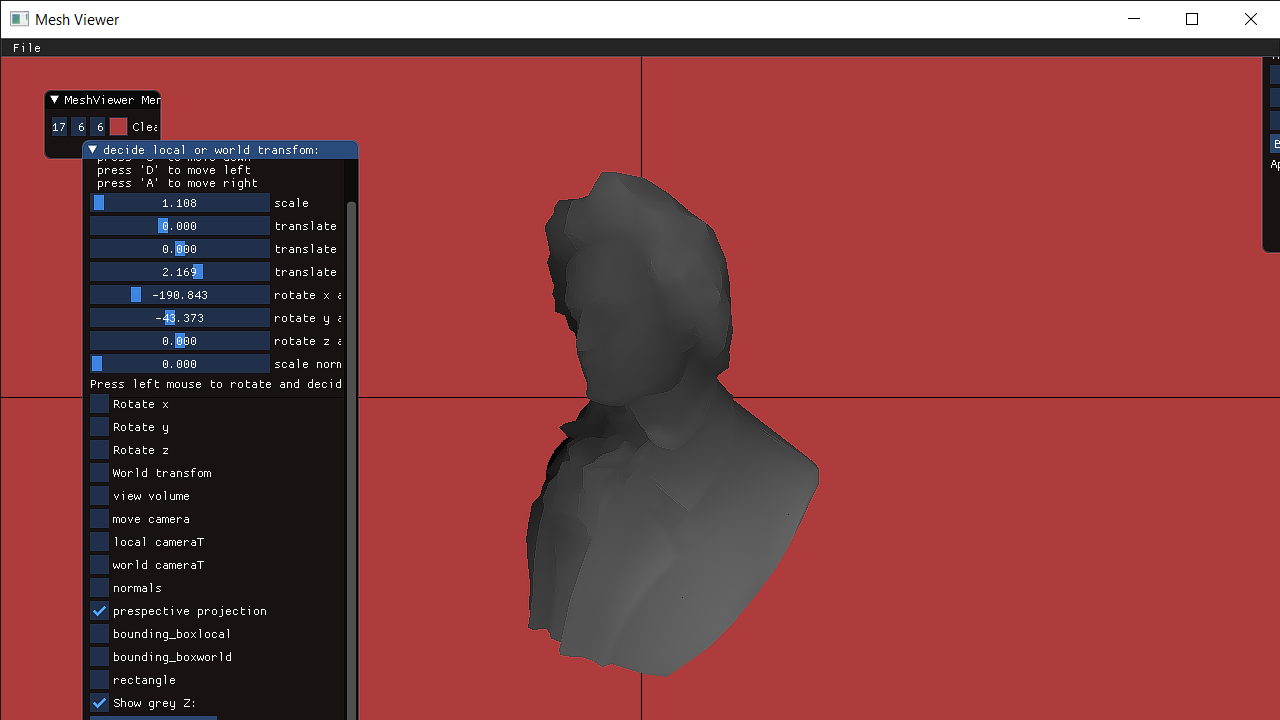 Mesh Viewer
File
MeshViewer Mer
17 6 6 Clea
decide local or world transfom:
press 'D' to move left
press 'A' to move right
1.108 scale
0.000 translate
0.000 translate
2.169 translate
-190.843 rotate x a
-43.373 rotate y a
0.000 rotate z a
0.000 scale norm
Press left mouse to rotate and decid
Rotate x
Rotate y
Rotate z
World transfom
view volume
move camera
local cameraT
world cameraT
normals
prespective projection
bounding_boxlocal
bounding_boxworld
rectangle
Show grey Z: